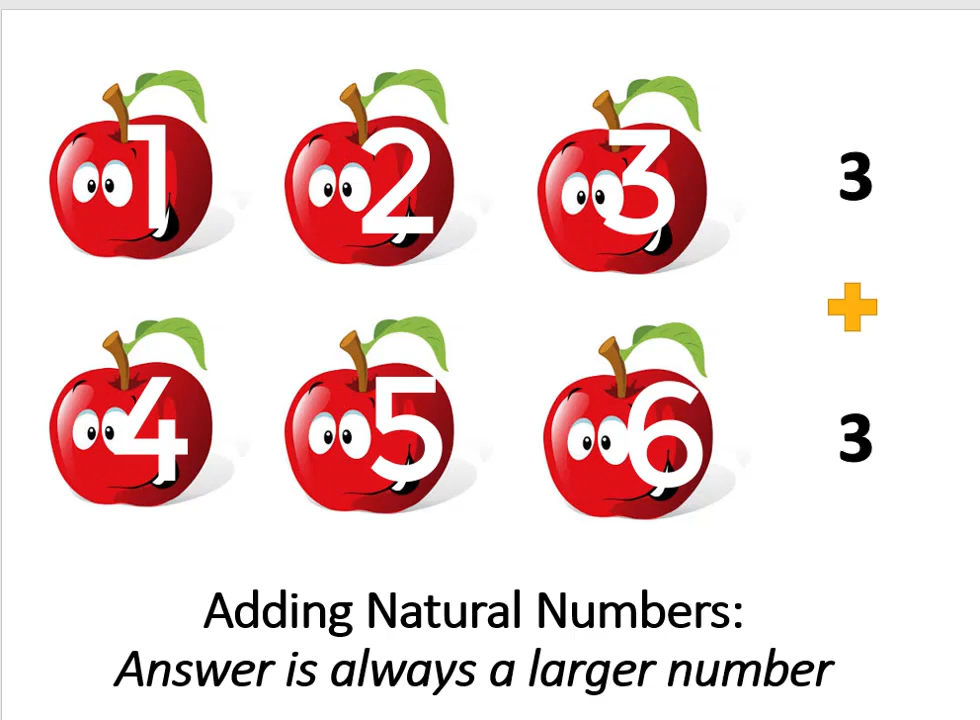 1 2 3 3
+
4 5 6 3
Adding Natural Numbers:
Answer is always a larger number